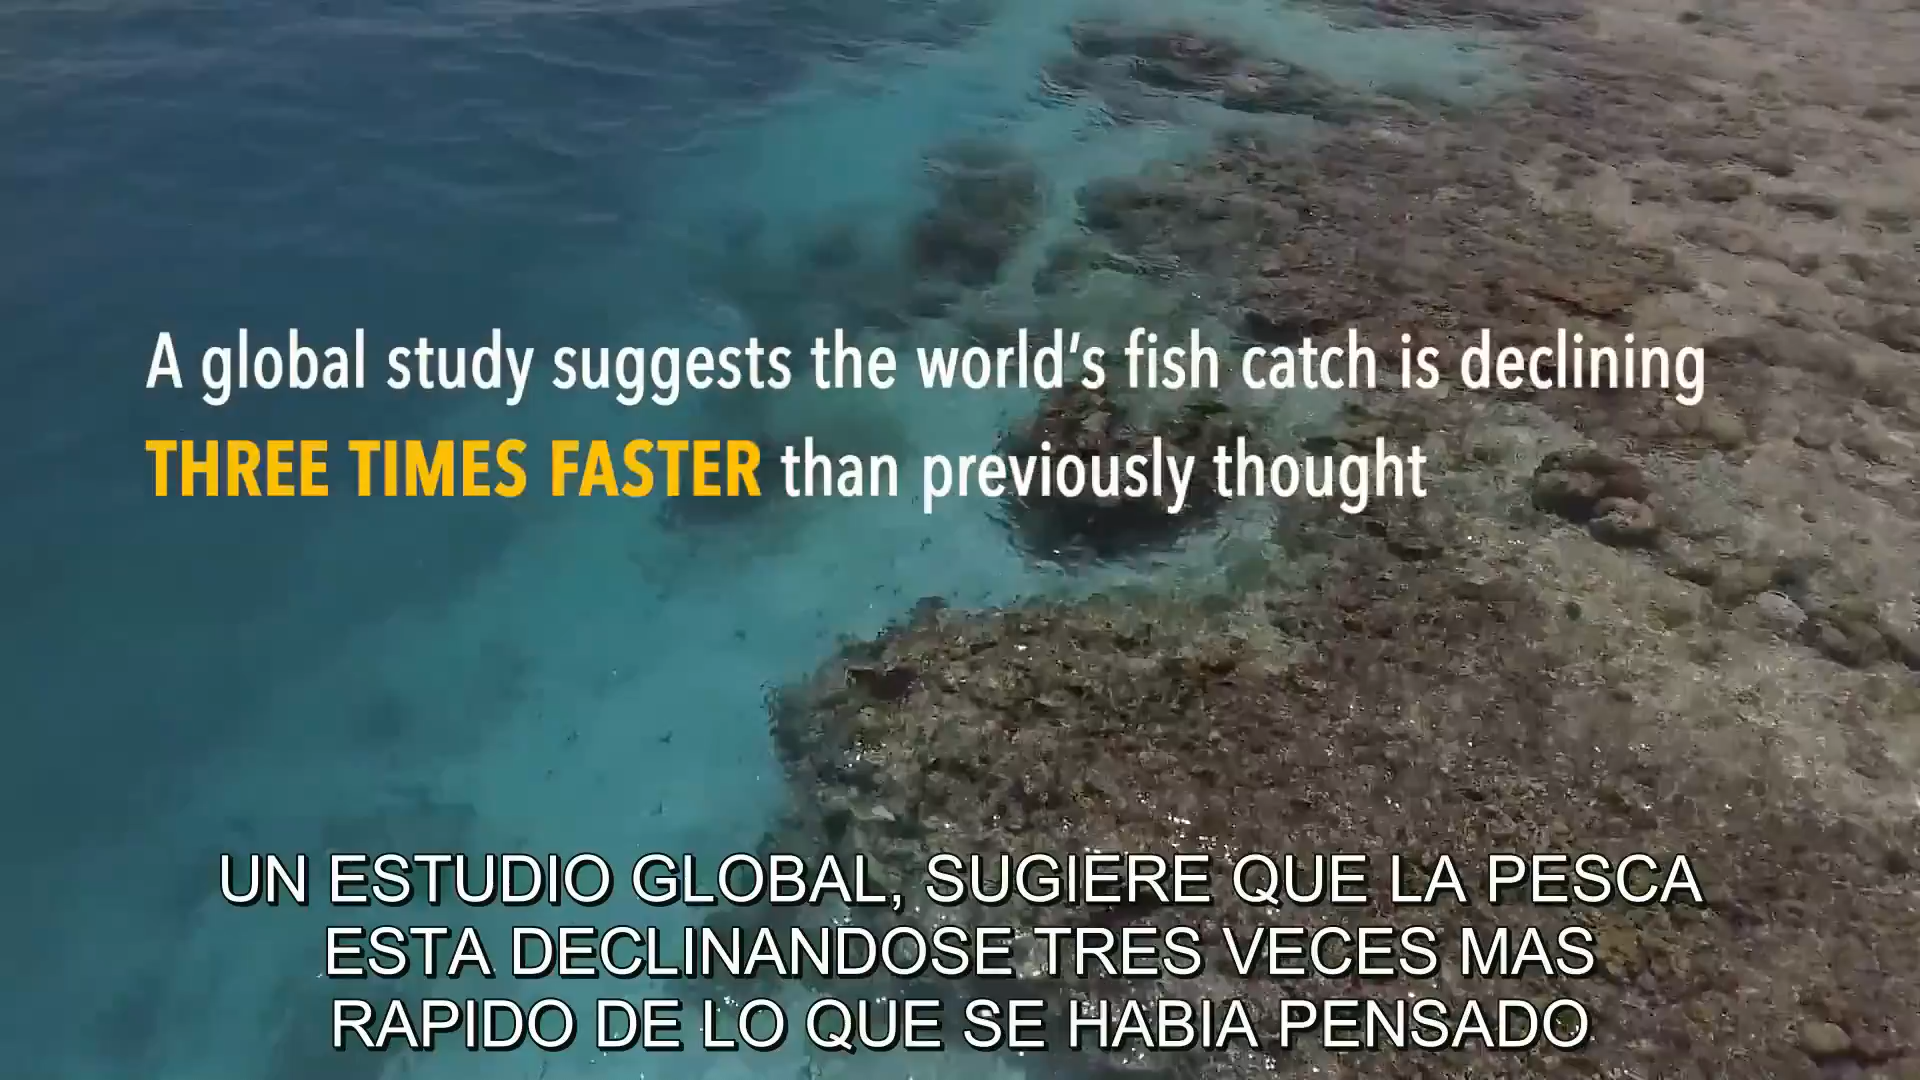 A global study suggests the world’s fish catch is declining
THREE TIMES FASTER than previously thought
UN ESTUDIO GLOBAL, SUGIERE QUE LA PESCA
ESTA DECLINANDOSE TRES VECES MAS
RAPIDO DE LO QUE SE HABIA PENSADO